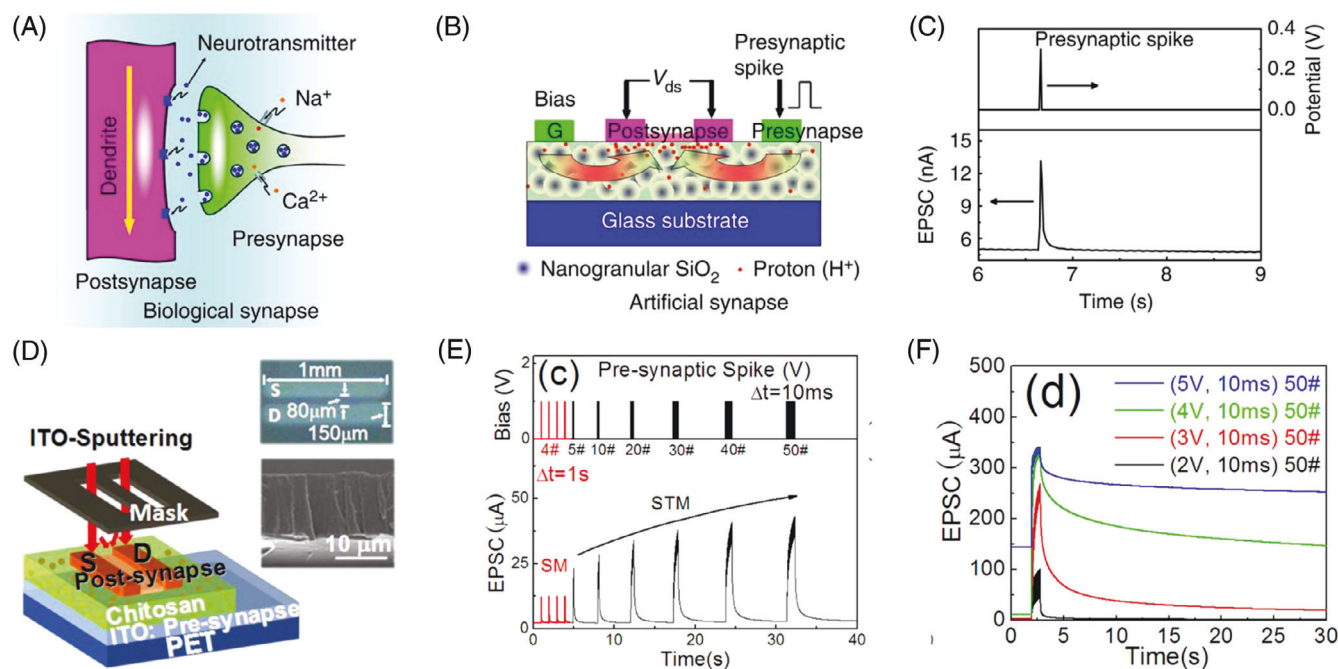 (A)
Neurotransmitter
Na⁺
Dendrite
Ca²⁺
Presynapse
Postsynapse
Biological synapse
(B)
Presynaptic
spike
V_ds
Bias
G
Postsynapse
Presynapse
Glass substrate
Nanogranular SiO₂
Proton (H⁺)
Artificial synapse
(C)
Presynaptic spike
0.4
0.2
0.0
Potential (V)
15
12
9
6
EPSC (nA)
6 7 8 9
Time (s)
(D)
1mm
S
80μm
D
150μm
10 μm
ITO-Sputtering
Mask
S D
Post-synapse
Chitosan
ITO: Pre-synapse
PET
(E)
(c) Pre-synaptic Spike (V)
Δt=10ms
2
0
Bias (V)
4# 5# 10# 20# 30# 40# 50#
Δt=1s
50
25
0
EPSC (μA)
STM
SM
0 10 20 30 40
Time(s)
(F)
(d)
(5V, 10ms) 50#
(4V, 10ms) 50#
(3V, 10ms) 50#
(2V, 10ms) 50#
500
400
300
200
100
0
EPSC (μA)
0 5 10 15 20 25 30
Time(s)